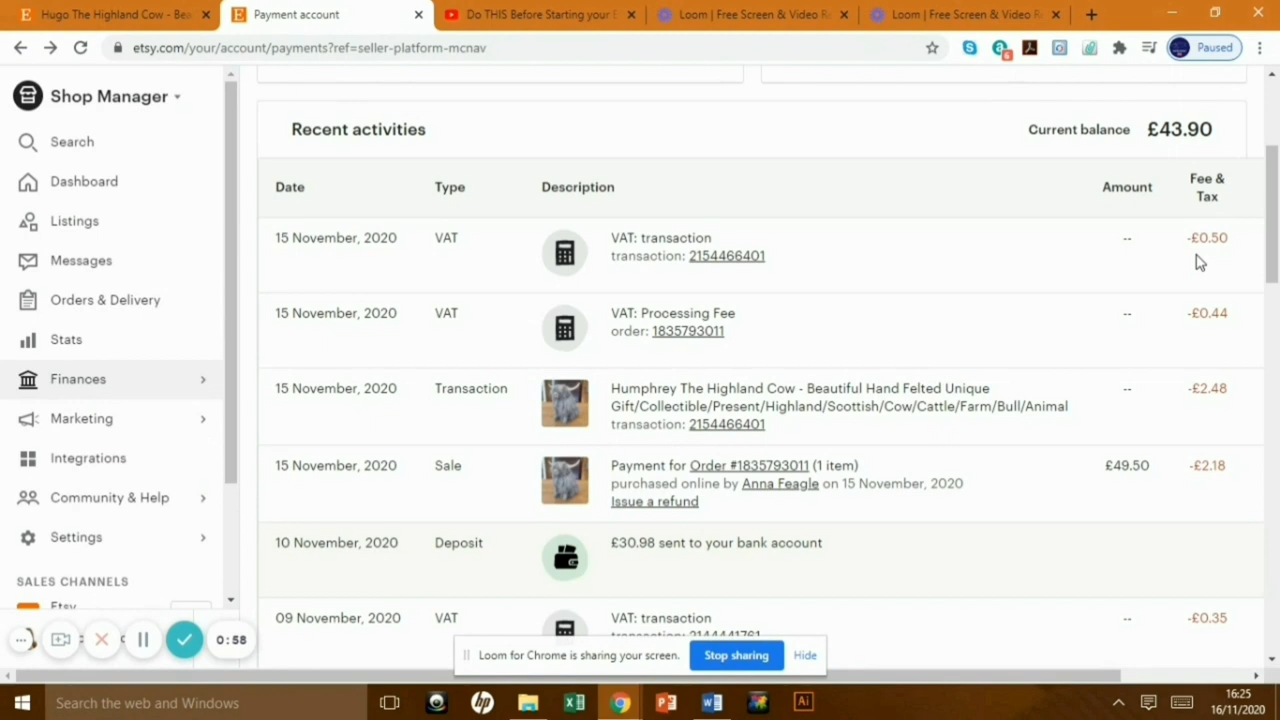 Hugo The Highland Cow - Bea
Payment account
Do THIS Before Starting your E
Loom | Free Screen & Video Re
Loom | Free Screen & Video Re
etsy.com/your/account/payments?ref=seller-platform-mcnav
6
Paused
Shop Manager
Search
Dashboard
Listings
Messages
Orders & Delivery
Stats
Finances
Marketing
Integrations
Community & Help
Settings
SALES CHANNELS
Etsy
Recent activities
Current balance £43.90
Date Type Description Amount Fee & Tax
15 November, 2020 VAT VAT: transaction -- -£0.50
transaction: 2154466401
15 November, 2020 VAT VAT: Processing Fee -- -£0.44
order: 1835793011
15 November, 2020 Transaction Humphrey The Highland Cow - Beautiful Hand Felted Unique -- -£2.48
Gift/Collectible/Present/Highland/Scottish/Cow/Cattle/Farm/Bull/Animal
transaction: 2154466401
15 November, 2020 Sale Payment for Order #1835793011 (1 item) £49.50 -£2.18
purchased online by Anna Feagle on 15 November, 2020
Issue a refund
10 November, 2020 Deposit £30.98 sent to your bank account
09 November, 2020 VAT VAT: transaction -- -£0.35
0:58
Loom for Chrome is sharing your screen. Stop sharing Hide
Search the web and Windows
hp
Ai
16:25
16/11/2020